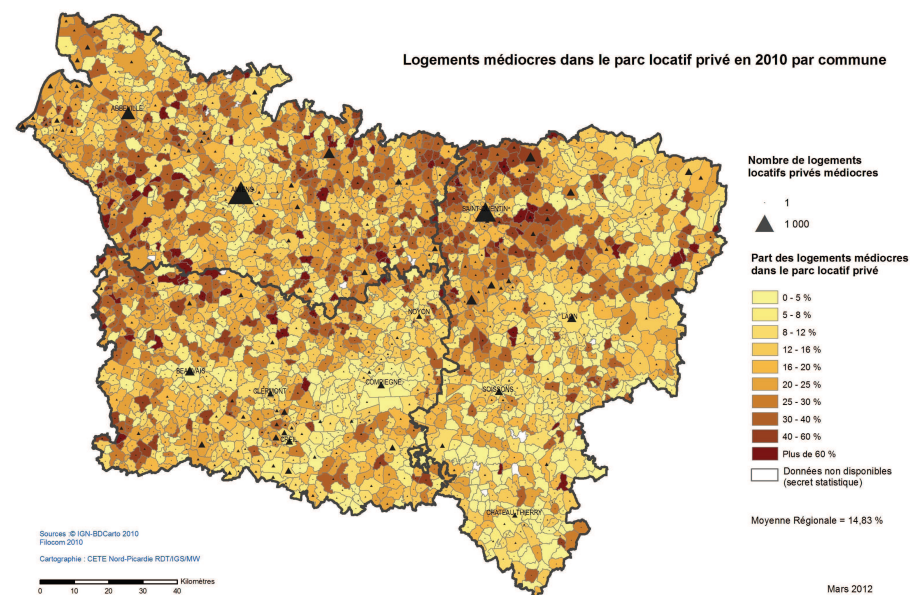 Logements médiocres dans le parc locatif privé en 2010 par commune
ABBEVILLE
AMIENS
SAINT-QUENTIN
NOYON
LAON
BEAUVAIS
CLERMONT
COMPIEGNE
SOISSONS
CREIL
CHATEAU-THIERRY
Nombre de logements
locatifs privés médiocres
1
1 000
Part des logements médiocres
dans le parc locatif privé
0 - 5 %
5 - 8 %
8 - 12 %
12 - 16 %
16 - 20 %
20 - 25 %
25 - 30 %
30 - 40 %
40 - 60 %
Plus de 60 %
Données non disponibles
(secret statistique)
Moyenne Régionale = 14,83 %
Sources :© IGN-BDCarto 2010
Filocom 2010
Cartographie : CETE Nord-Picardie RDT/IGS/MW
Kilomètres
0 10 20 40
Mars 2012